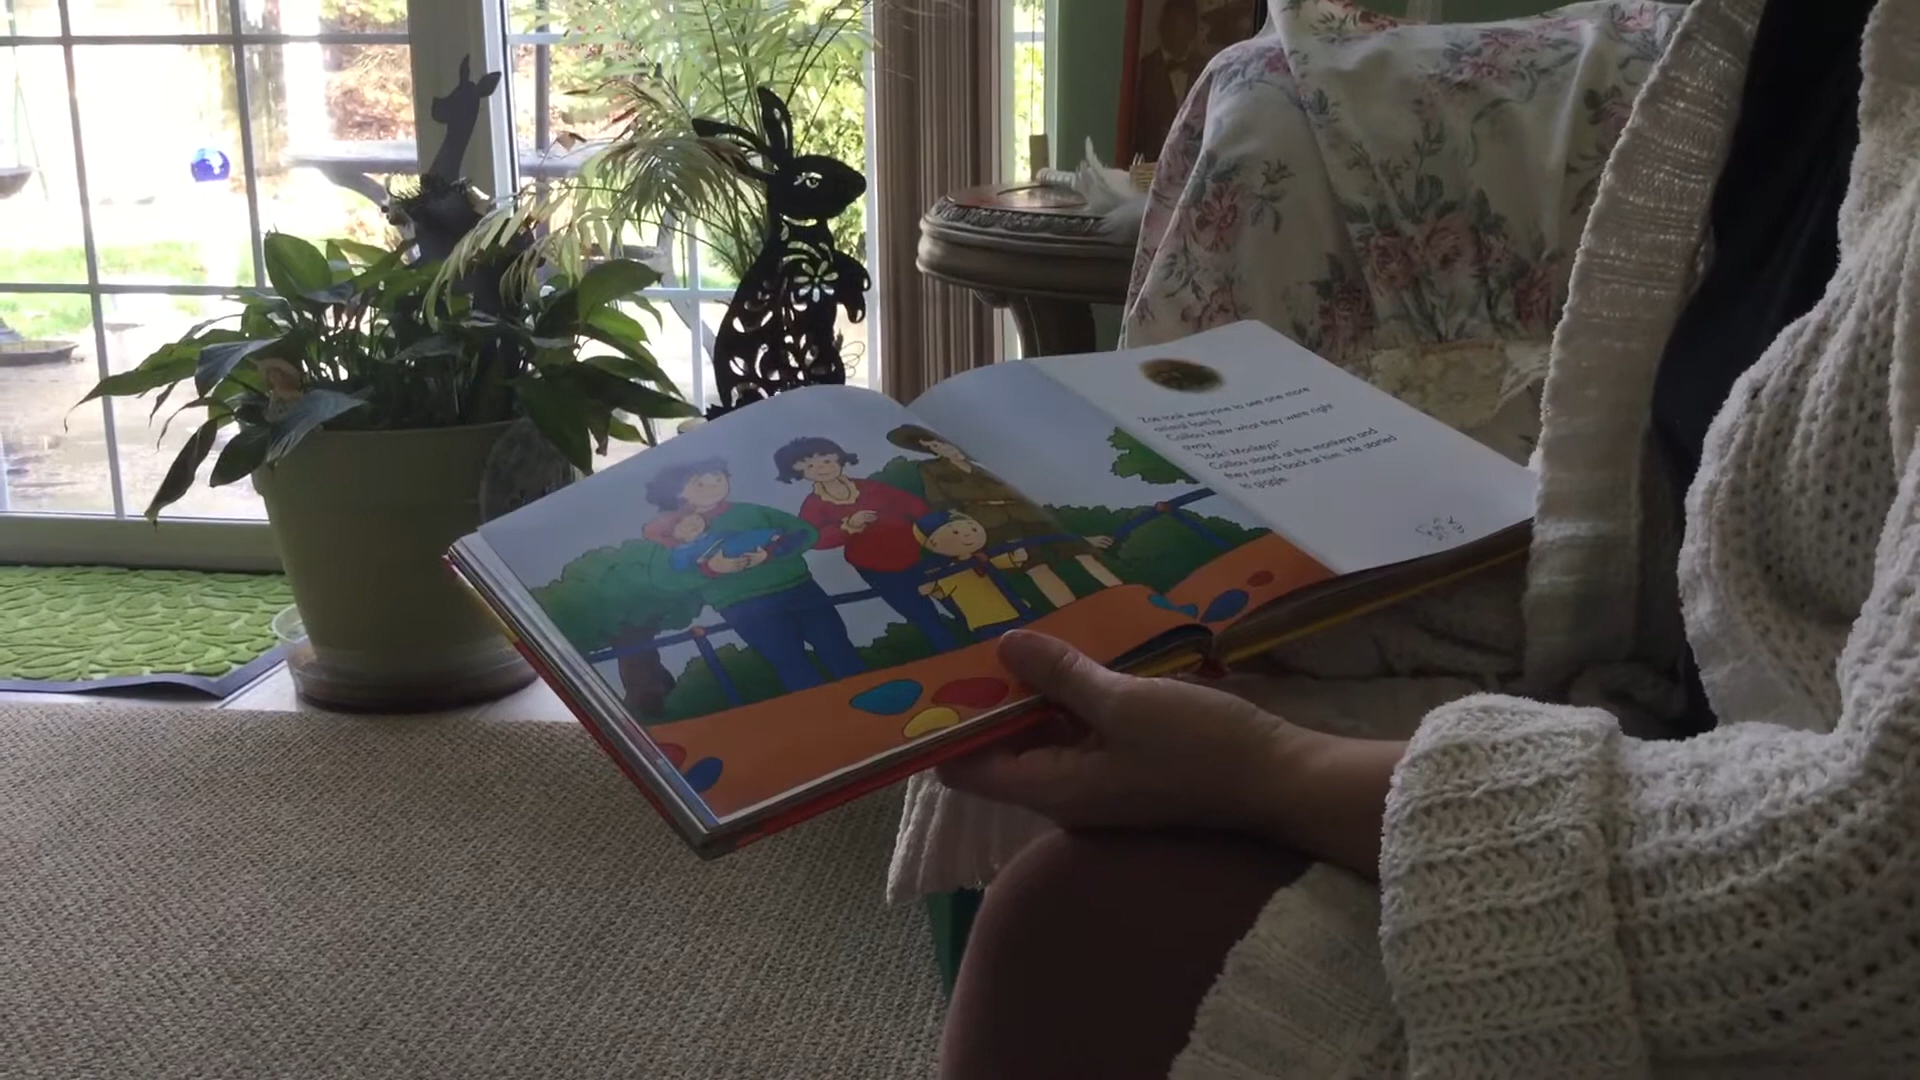 Zoe took everyone to see one more
animal family.
Caillou knew what they were right
away.
"Look! Monkeys!"
Caillou stared at the monkeys and
they stared back at him. He started
to giggle.